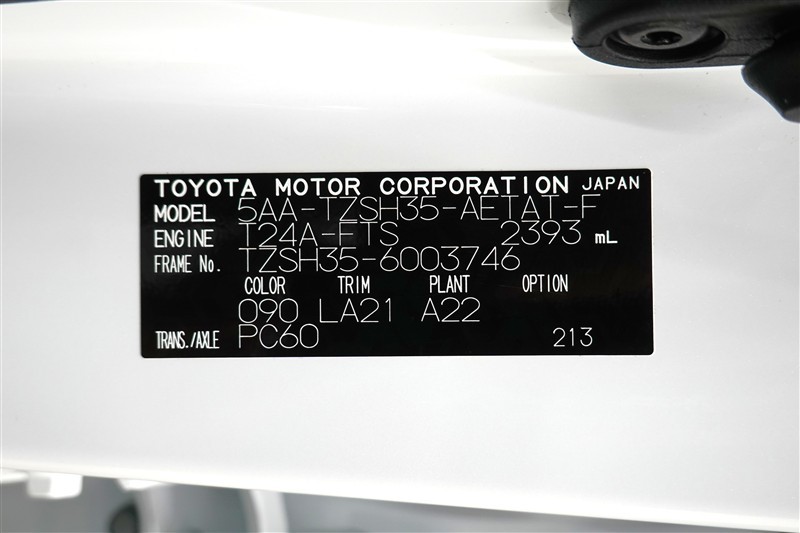 TOYOTA MOTOR CORPORATION JAPAN
MODEL 5AA-TZSH35-AETAT-F
ENGINE T24A-FTS 2393 mL
FRAME No. TZSH35-6003746
COLOR TRIM PLANT OPTION
090 LA21 A22
TRANS./AXLE PC60 213